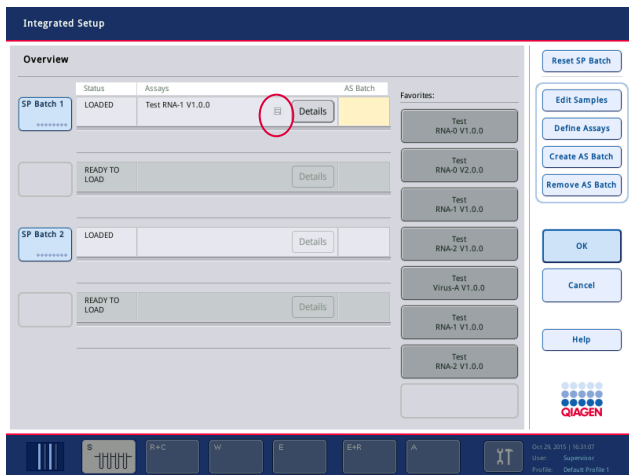 Integrated Setup
Overview
Status Assays AS Batch
SP Batch 1 LOADED Test RNA-1 V1.0.0 Details
READY TO
LOAD Details
SP Batch 2 LOADED Details
READY TO
LOAD Details
Favorites:
Test
RNA-0 V1.0.0
Test
RNA-0 V2.0.0
Test
RNA-1 V1.0.0
Test
RNA-2 V1.0.0
Test
Virus-A V1.0.0
Test
RNA-1 V1.0.0
Test
RNA-2 V1.0.0
Reset SP Batch
Edit Samples
Define Assays
Create AS Batch
Remove AS Batch
OK
Cancel
Help
QIAGEN
S R+C W E E+R A
Oct 29, 2015 | 16:31:07
User: Supervisor
Profile: Default Profile 1